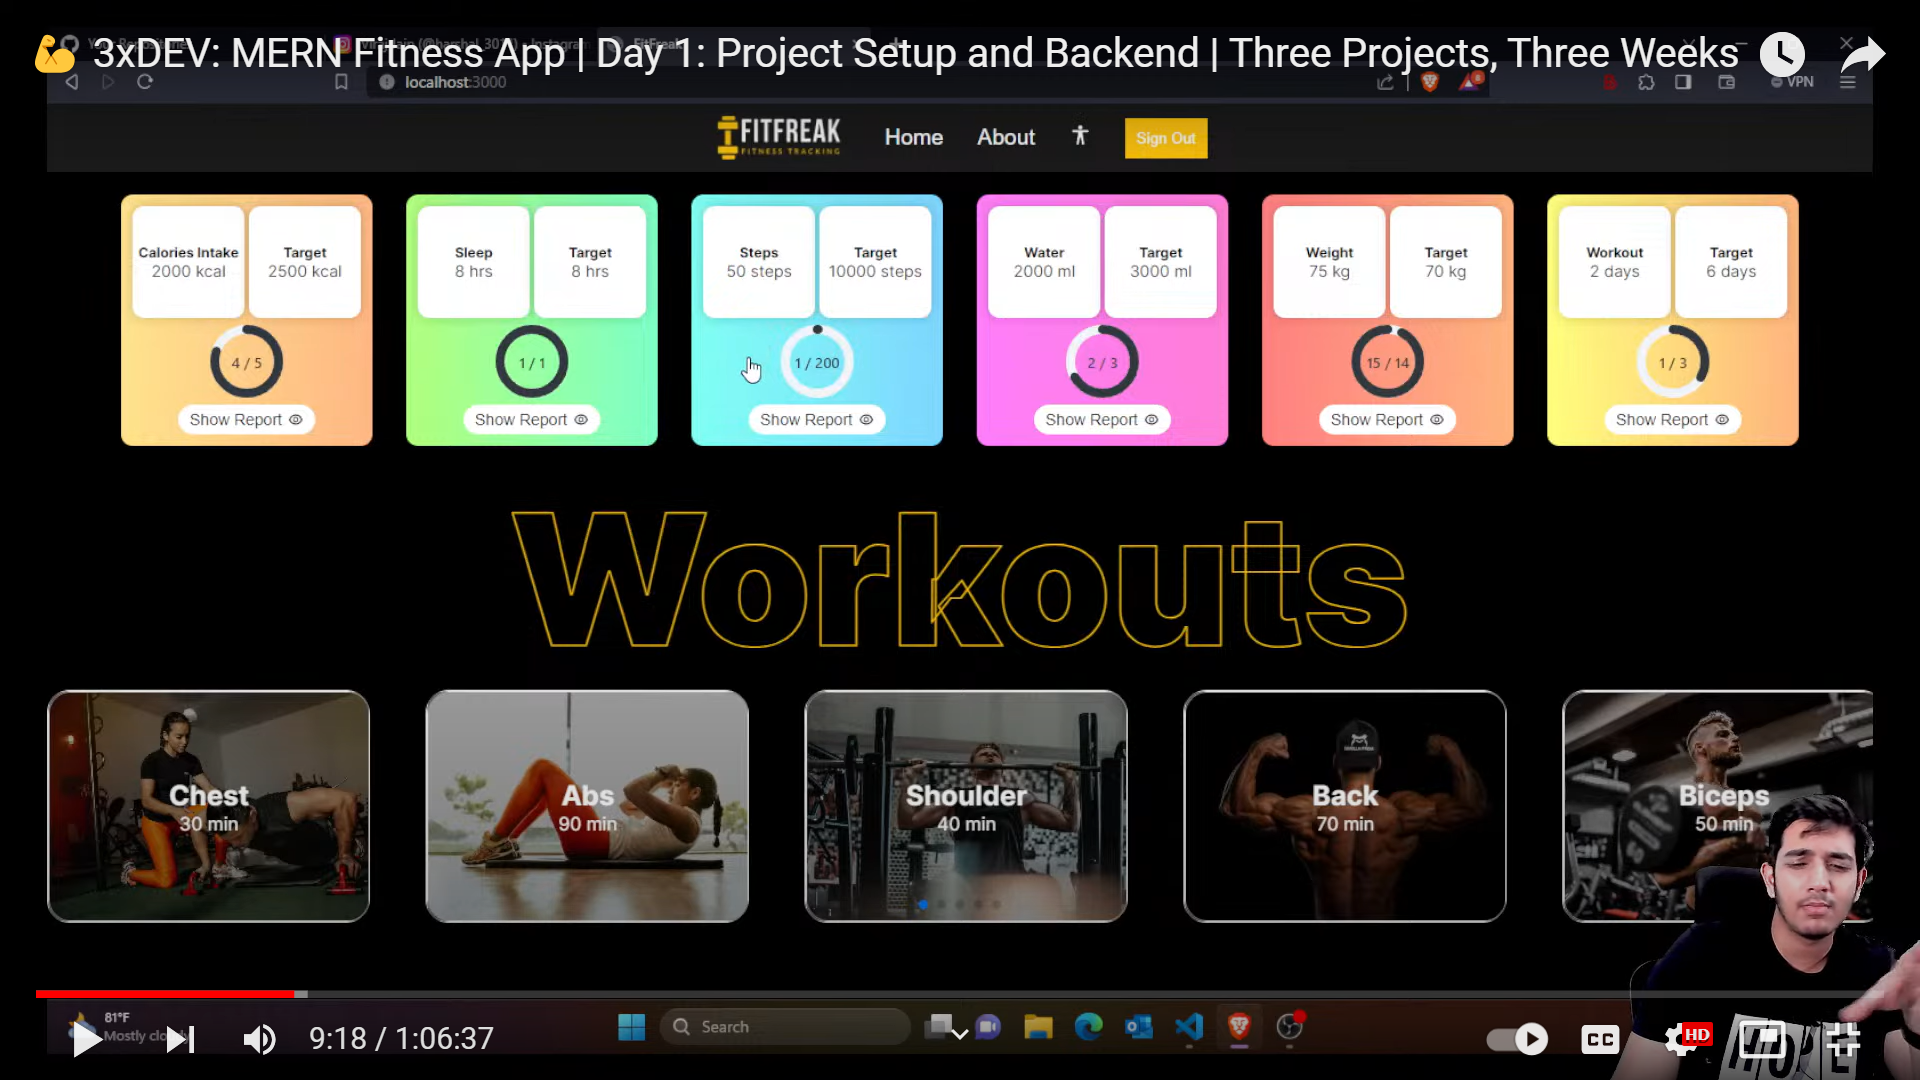 3xDEV: MERN Fitness App | Day 1: Project Setup and Backend | Three Projects, Three Weeks
localhost:3000
VPN
FITFREAK
FITNESS TRACKING
Home
About
Sign Out
Calories Intake
2000 kcal
Target
2500 kcal
4 / 5
Show Report
Sleep
8 hrs
Target
8 hrs
1 / 1
Show Report
Steps
50 steps
Target
10000 steps
1 / 200
Show Report
Water
2000 ml
Target
3000 ml
2 / 3
Show Report
Weight
75 kg
Target
70 kg
15 / 14
Show Report
Workout
2 days
Target
6 days
1 / 3
Show Report
Workouts
Chest
30 min
Abs
90 min
Shoulder
40 min
Back
70 min
Biceps
50 min
81°F
Mostly cloudy
9:18 / 1:06:37
Search
CC
HD